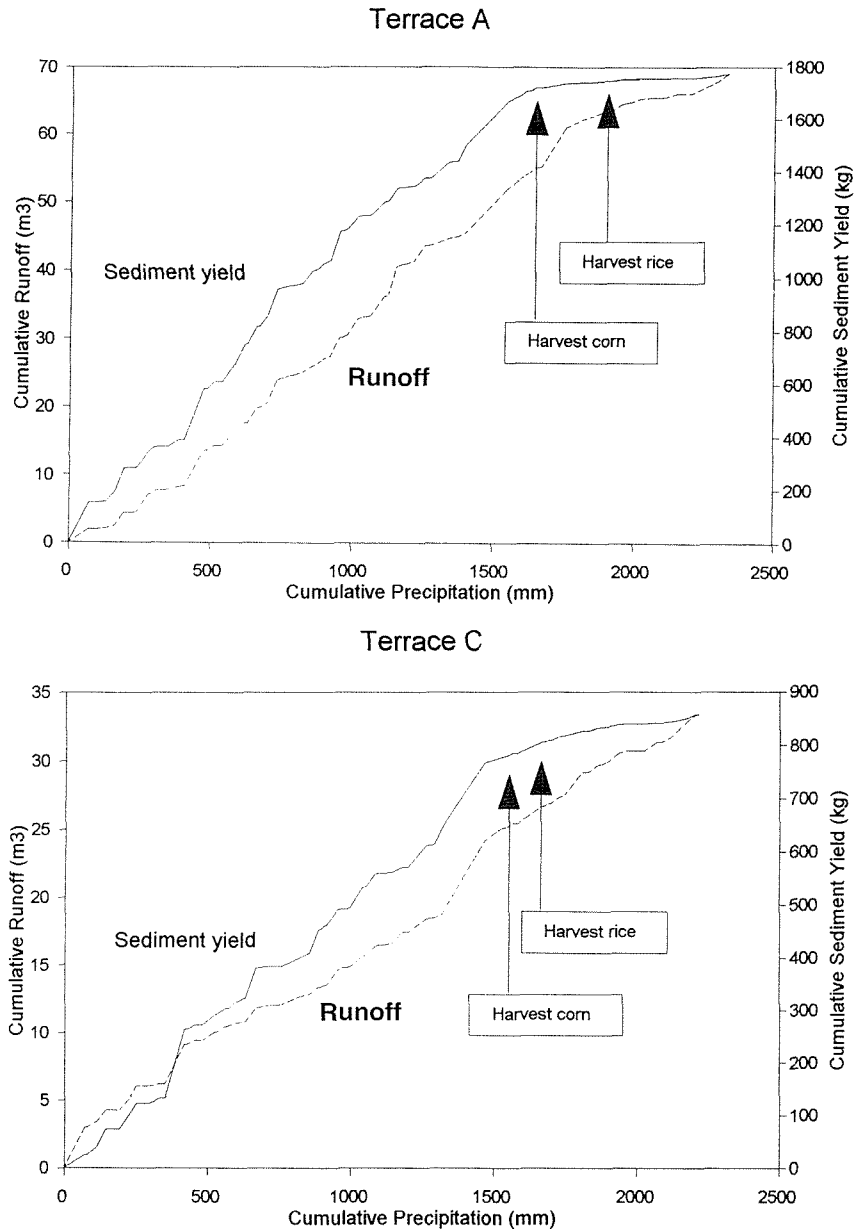 Terrace A
70
60
50
40
30
20
10
0
Cumulative Runoff (m3)
1800
1600
1400
1200
1000
800
600
400
200
0
Cumulative Sediment Yield (kg)
Sediment yield
Runoff
Harvest rice
Harvest corn
0 500 1000 1500 2000 2500
Cumulative Precipitation (mm)
Terrace C
35
30
25
20
15
10
5
0
Cumulative Runoff (m3)
900
800
700
600
500
400
300
200
100
0
Cumulative Sediment Yield (kg)
Sediment yield
Runoff
Harvest rice
Harvest corn
0 500 1000 1500 2000 2500
Cumulative Precipitation (mm)